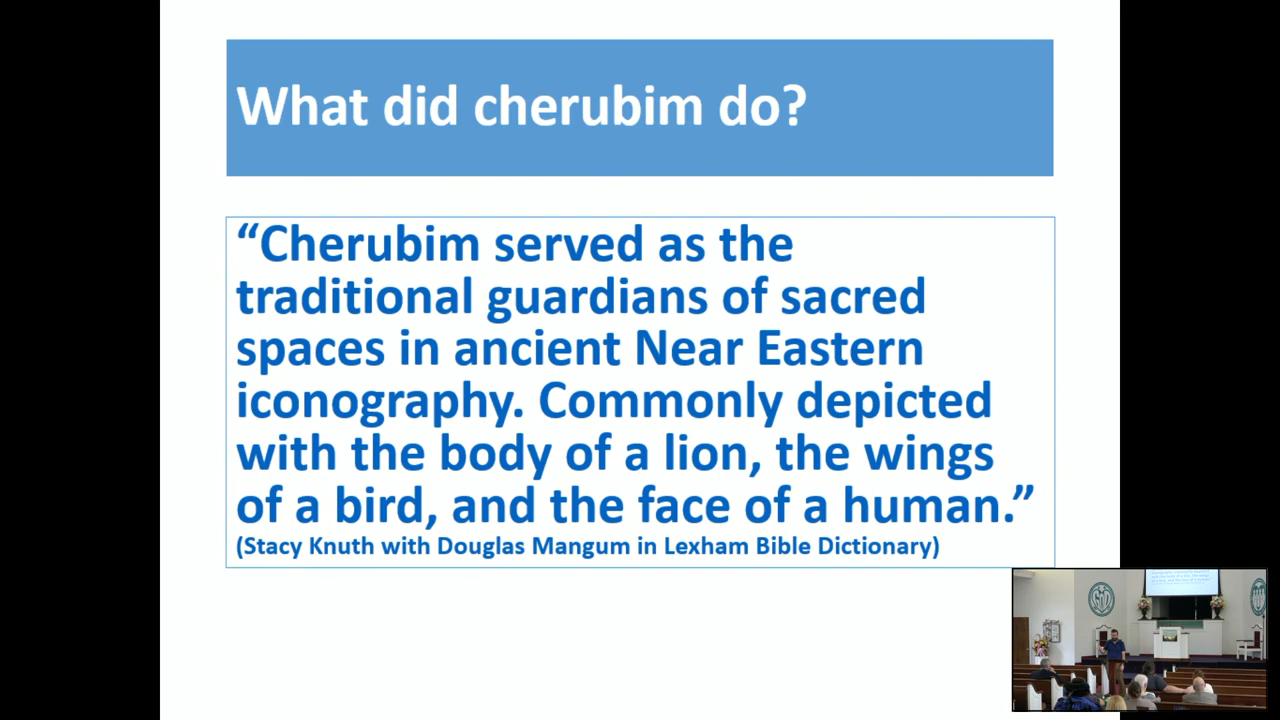 What did cherubim do?
“Cherubim served as the
traditional guardians of sacred
spaces in ancient Near Eastern
iconography. Commonly depicted
with the body of a lion, the wings
of a bird, and the face of a human.”
(Stacy Knuth with Douglas Mangum in Lexham Bible Dictionary)